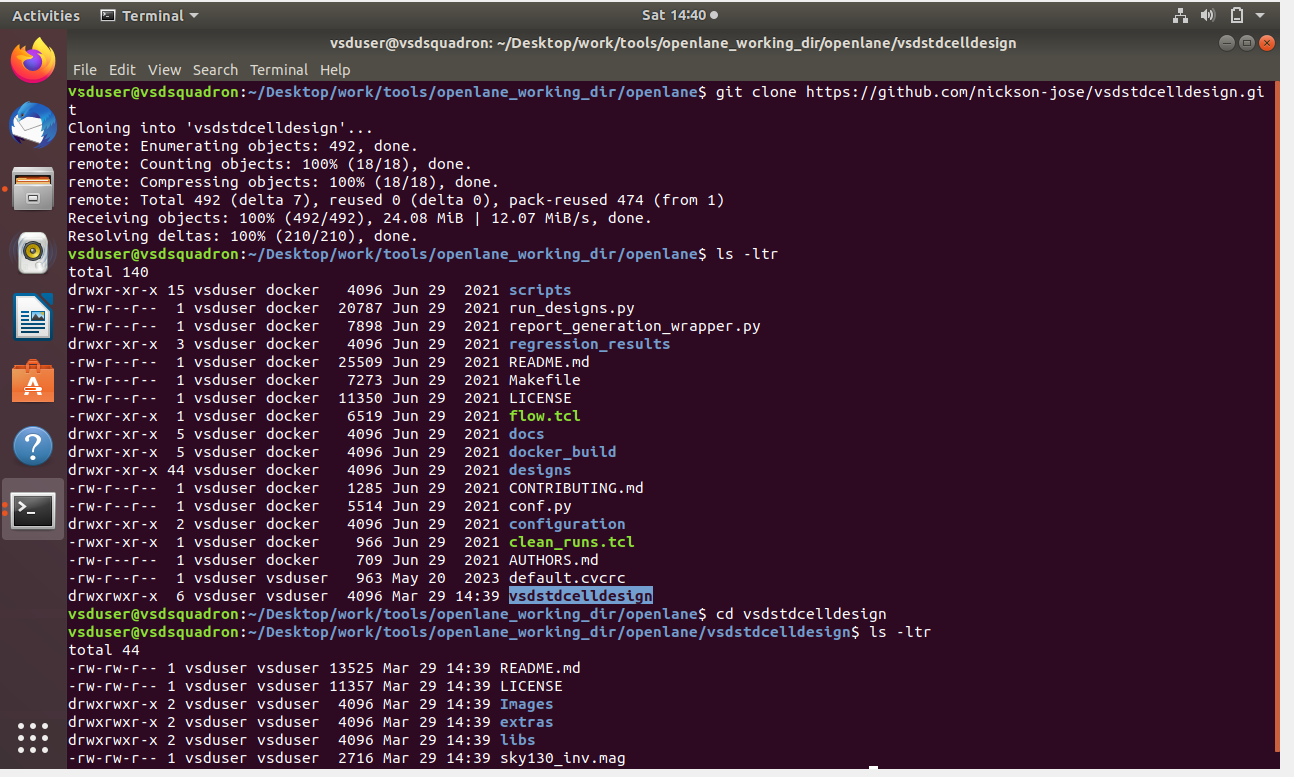 Activities Terminal Sat 14:40
vsduser@vsdsquadron: ~/Desktop/work/tools/openlane_working_dir/openlane/vsdstdcelldesign
File Edit View Search Terminal Help
vsduser@vsdsquadron:~/Desktop/work/tools/openlane_working_dir/openlane$ git clone https://github.com/nickson-jose/vsdstdcelldesign.gi
t
Cloning into 'vsdstdcelldesign'...
remote: Enumerating objects: 492, done.
remote: Counting objects: 100% (18/18), done.
remote: Compressing objects: 100% (18/18), done.
remote: Total 492 (delta 7), reused 0 (delta 0), pack-reused 474 (from 1)
Receiving objects: 100% (492/492), 24.08 MiB | 12.07 MiB/s, done.
Resolving deltas: 100% (210/210), done.
vsduser@vsdsquadron:~/Desktop/work/tools/openlane_working_dir/openlane$ ls -ltr
total 140
drwxr-xr-x 15 vsduser docker   4096 Jun 29  2021 scripts
-rw-r--r--  1 vsduser docker  20787 Jun 29  2021 run_designs.py
-rw-r--r--  1 vsduser docker   7898 Jun 29  2021 report_generation_wrapper.py
drwxr-xr-x  3 vsduser docker   4096 Jun 29  2021 regression_results
-rw-r--r--  1 vsduser docker  25509 Jun 29  2021 README.md
-rw-r--r--  1 vsduser docker   7273 Jun 29  2021 Makefile
-rw-r--r--  1 vsduser docker  11350 Jun 29  2021 LICENSE
-rwxr-xr-x  1 vsduser docker   6519 Jun 29  2021 flow.tcl
drwxr-xr-x  5 vsduser docker   4096 Jun 29  2021 docs
drwxr-xr-x  5 vsduser docker   4096 Jun 29  2021 docker_build
drwxr-xr-x 44 vsduser docker   4096 Jun 29  2021 designs
-rw-r--r--  1 vsduser docker   1285 Jun 29  2021 CONTRIBUTING.md
-rw-r--r--  1 vsduser docker   5514 Jun 29  2021 conf.py
drwxr-xr-x  2 vsduser docker   4096 Jun 29  2021 configuration
-rwxr-xr-x  1 vsduser docker    966 Jun 29  2021 clean_runs.tcl
-rw-r--r--  1 vsduser docker    709 Jun 29  2021 AUTHORS.md
-rw-r--r--  1 vsduser vsduser   963 May 20  2023 default.cvcrc
drwxrwxr-x  6 vsduser vsduser  4096 Mar 29 14:39 vsdstdcelldesign
vsduser@vsdsquadron:~/Desktop/work/tools/openlane_working_dir/openlane$ cd vsdstdcelldesign
vsduser@vsdsquadron:~/Desktop/work/tools/openlane_working_dir/openlane/vsdstdcelldesign$ ls -ltr
total 44
-rw-rw-r-- 1 vsduser vsduser 13525 Mar 29 14:39 README.md
-rw-rw-r-- 1 vsduser vsduser 11357 Mar 29 14:39 LICENSE
drwxrwxr-x 2 vsduser vsduser  4096 Mar 29 14:39 Images
drwxrwxr-x 2 vsduser vsduser  4096 Mar 29 14:39 extras
drwxrwxr-x 2 vsduser vsduser  4096 Mar 29 14:39 libs
-rw-rw-r-- 1 vsduser vsduser  2716 Mar 29 14:39 sky130_inv.mag